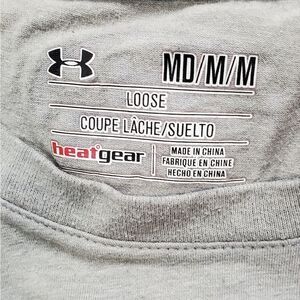 MD/M/M
LOOSE
COUPE LÂCHE/SUELTO
heatgear
MADE IN CHINA
FABRIQUÉ EN CHINE
HECHO EN CHINA